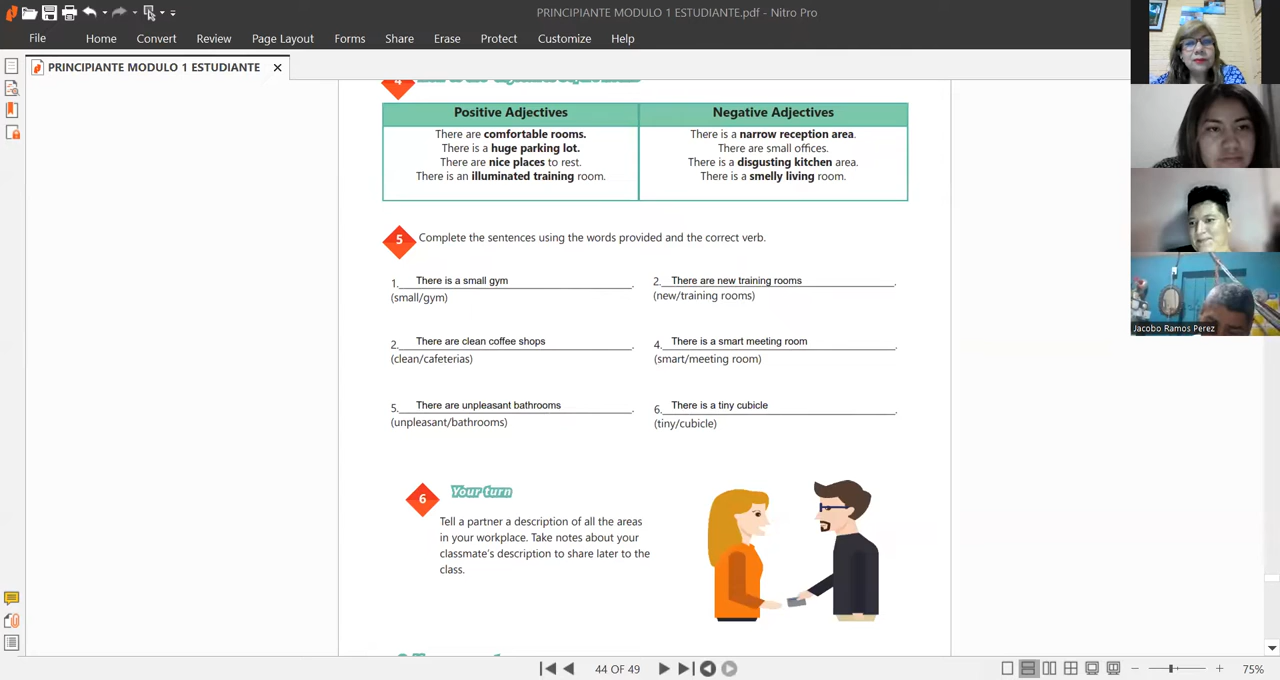 PRINCIPIANTE MODULO 1 ESTUDIANTE.pdf - Nitro Pro
File Home Convert Review Page Layout Forms Share Erase Protect Customize Help
PRINCIPIANTE MODULO 1 ESTUDIANTE
4
Positive Adjectives
There are comfortable rooms.
There is a huge parking lot.
There are nice places to rest.
There is an illuminated training room.
Negative Adjectives
There is a narrow reception area.
There are small offices.
There is a disgusting kitchen area.
There is a smelly living room.
5 Complete the sentences using the words provided and the correct verb.
1. There is a small gym.
(small/gym)
2. There are new training rooms.
(new/training rooms)
2. There are clean coffee shops.
(clean/cafeterias)
4. There is a smart meeting room.
(smart/meeting room)
5. There are unpleasant bathrooms.
(unpleasant/bathrooms)
6. There is a tiny cubicle.
(tiny/cubicle)
6 Your turn
Tell a partner a description of all the areas
in your workplace. Take notes about your
classmate's description to share later to the
class.
Jacobo Ramos Perez
44 OF 49
75%